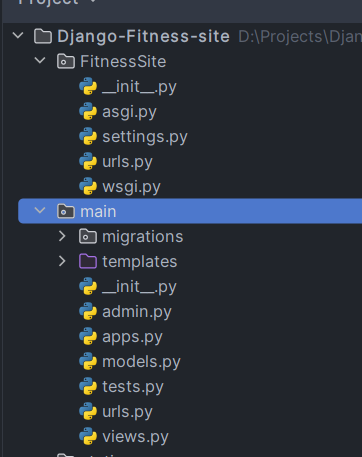 Project
Django-Fitness-site D:\Projects\Djan
FitnessSite
__init__.py
asgi.py
settings.py
urls.py
wsgi.py
main
migrations
templates
__init__.py
admin.py
apps.py
models.py
tests.py
urls.py
views.py